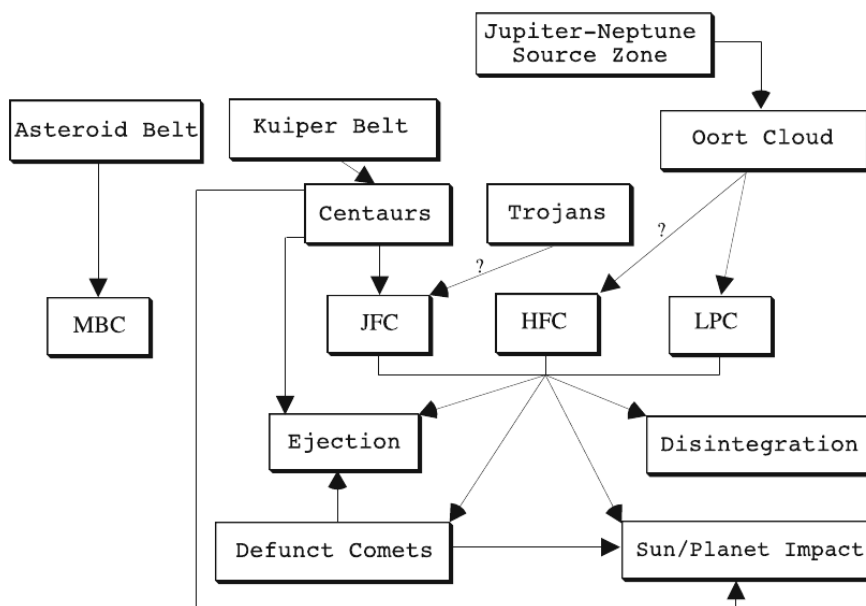 Jupiter-Neptune
Source Zone
Asteroid Belt
Kuiper Belt
Oort Cloud
Centaurs
Trojans
?
?
MBC
JFC
HFC
LPC
Ejection
Disintegration
Defunct Comets
Sun/Planet Impact